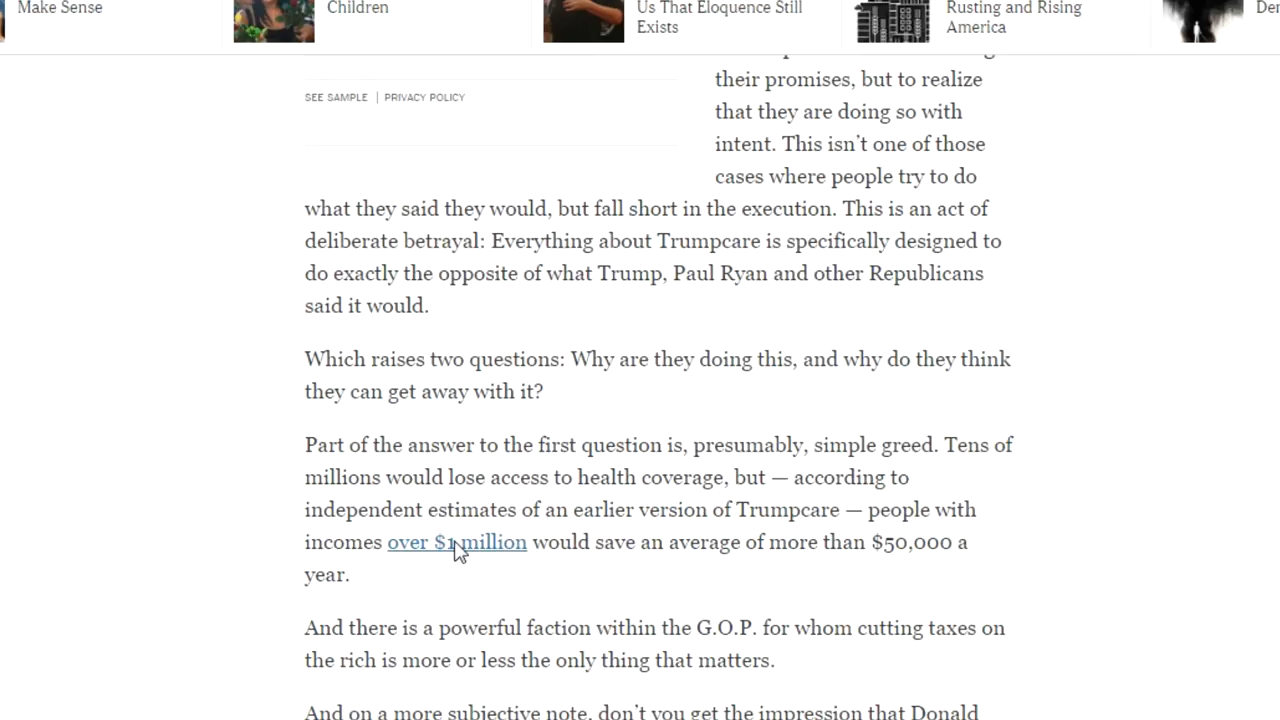 Make Sense
Children
Us That Eloquence Still
Exists
Rusting and Rising
America
SEE SAMPLE | PRIVACY POLICY
their promises, but to realize
that they are doing so with
intent. This isn’t one of those
cases where people try to do
what they said they would, but fall short in the execution. This is an act of
deliberate betrayal: Everything about Trumpcare is specifically designed to
do exactly the opposite of what Trump, Paul Ryan and other Republicans
said it would.
Which raises two questions: Why are they doing this, and why do they think
they can get away with it?
Part of the answer to the first question is, presumably, simple greed. Tens of
millions would lose access to health coverage, but — according to
independent estimates of an earlier version of Trumpcare — people with
incomes over $1 million would save an average of more than $50,000 a
year.
And there is a powerful faction within the G.O.P. for whom cutting taxes on
the rich is more or less the only thing that matters.
And on a more subjective note, don’t you get the impression that Donald